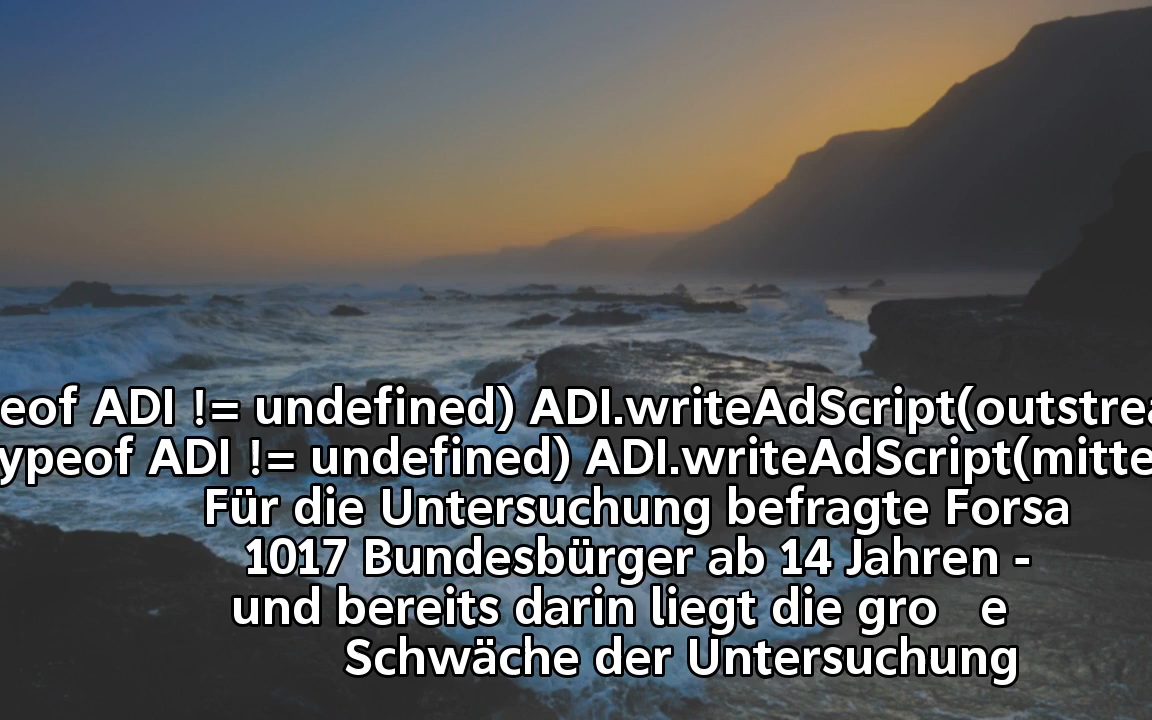 eof ADI != undefined) ADI.writeAdScript(outstrea
ypeof ADI != undefined) ADI.writeAdScript(mitte
Für die Untersuchung befragte Forsa
1017 Bundesbürger ab 14 Jahren -
und bereits darin liegt die gro e
Schwäche der Untersuchung